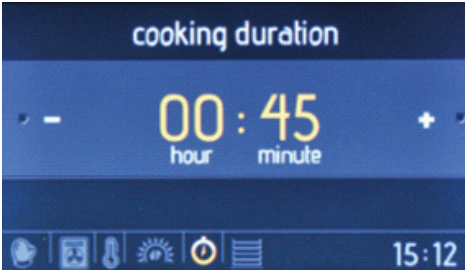 cooking duration
- 00 : 45 +
hour minute
15:12